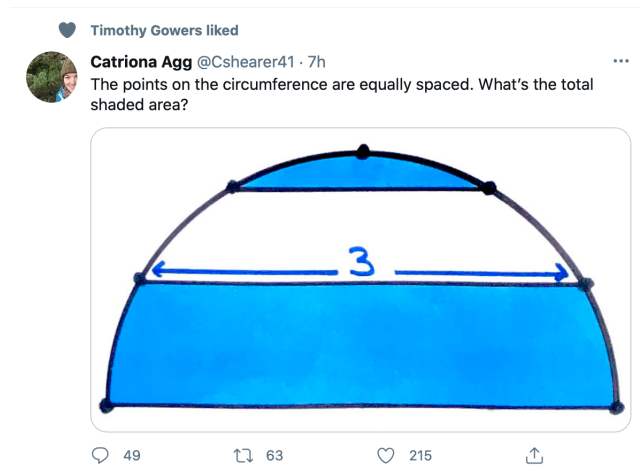 Timothy Gowers liked
Catriona Agg @Cshearer41 · 7h
The points on the circumference are equally spaced. What’s the total
shaded area?
3
49 63 215